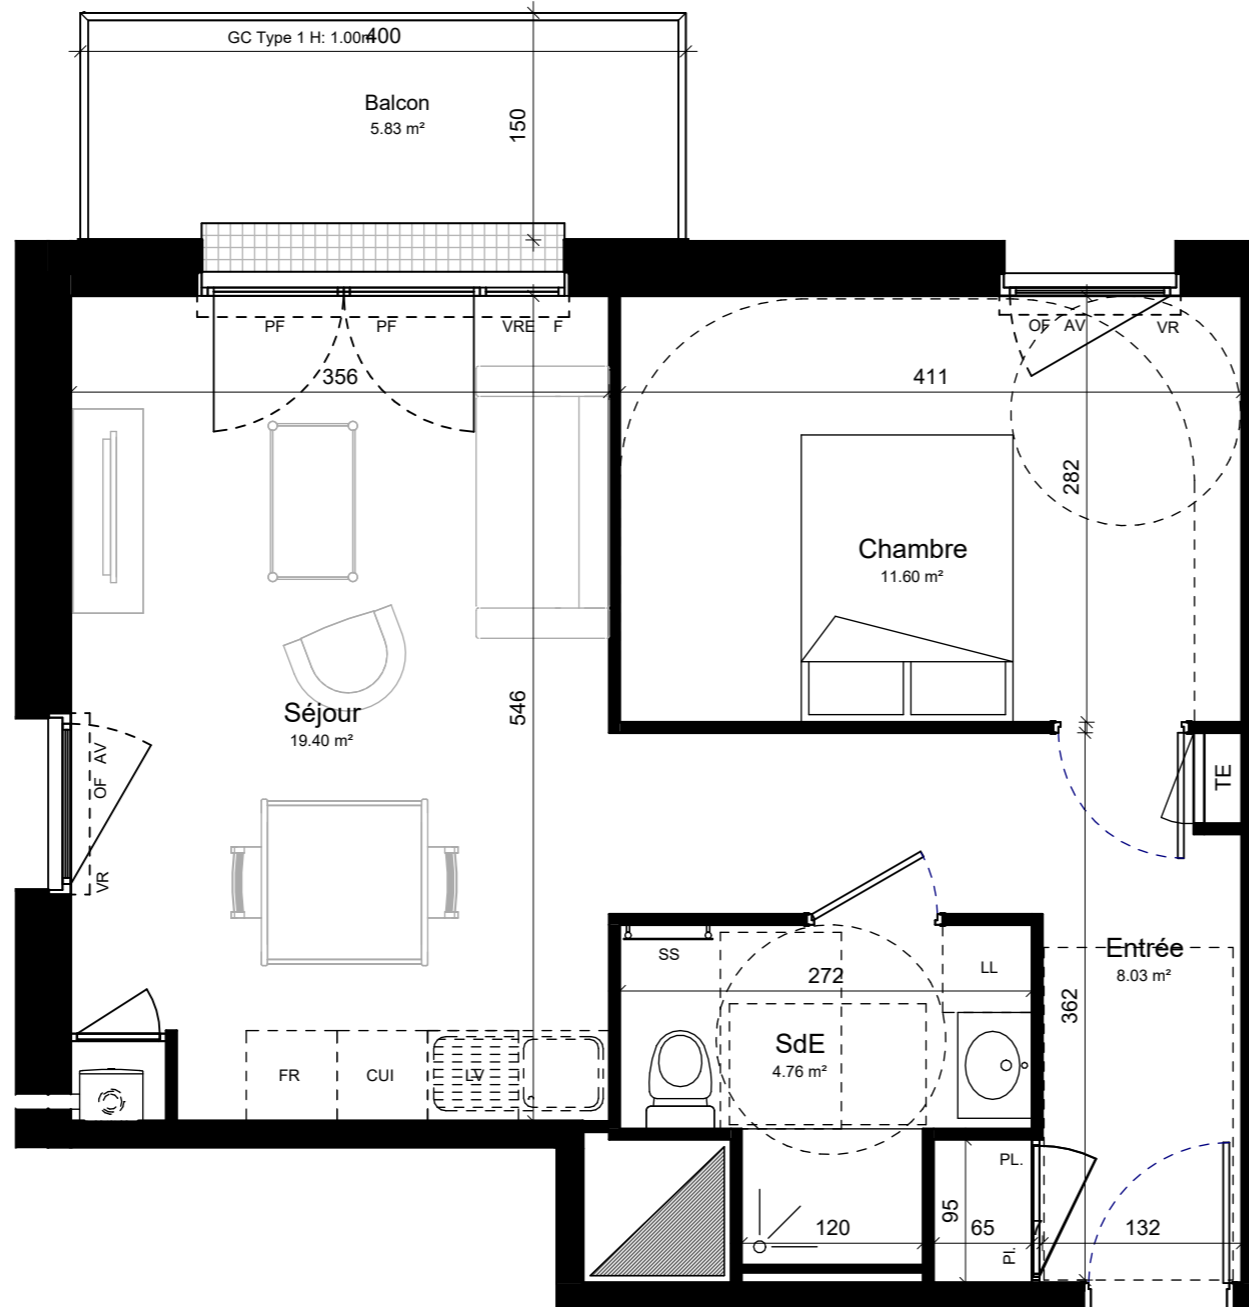 GC Type 1 H: 1.00m
400
Balcon
5.83 m²
150
PF
PF
VRE
F
OF
AV
VR
356
411
282
Chambre
11.60 m²
546
Séjour
19.40 m²
AV
OF
VR
TE
SS
272
LL
Entrée
8.03 m²
362
SdE
4.76 m²
FR
CUI
LV
PL.
95
65
120
7
132
Pl.